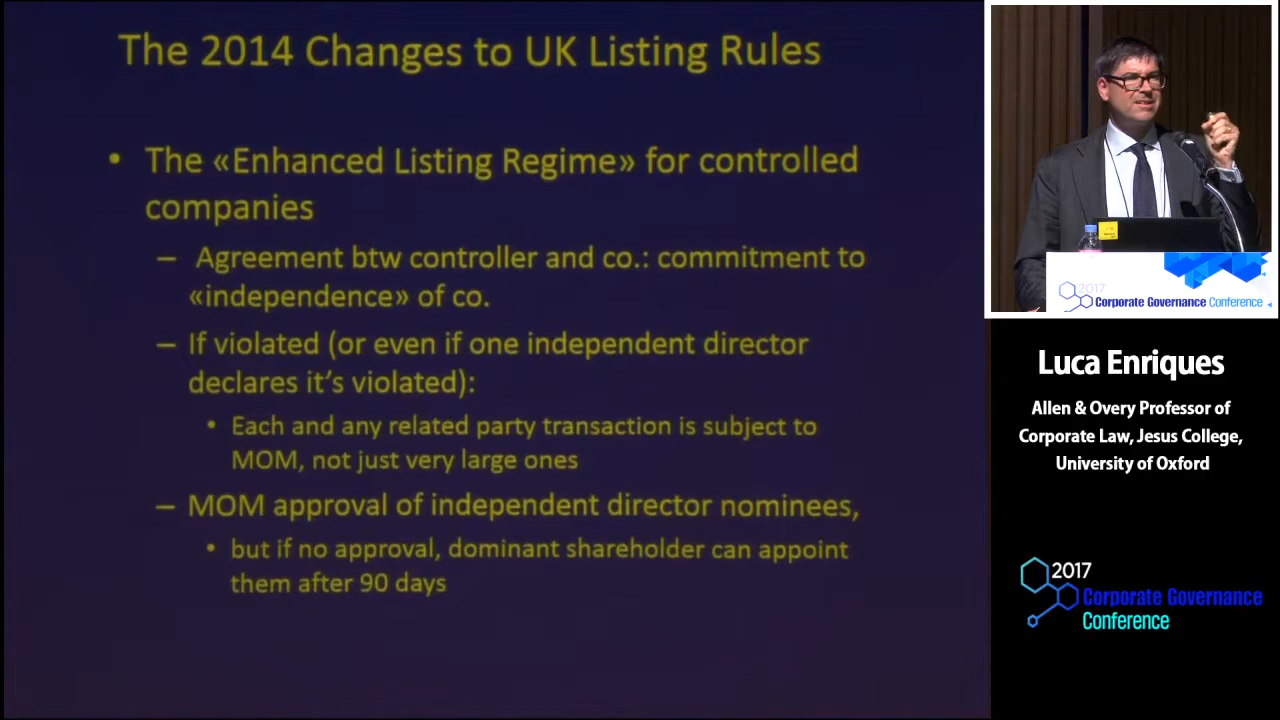 The 2014 Changes to UK Listing Rules
• The «Enhanced Listing Regime» for controlled
companies
– Agreement btw controller and co.: commitment to
«independence» of co.
– If violated (or even if one independent director
declares it's violated):
• Each and any related party transaction is subject to
MOM, not just very large ones
– MOM approval of independent director nominees,
• but if no approval, dominant shareholder can appoint
them after 90 days
2017
Corporate Governance Conference
Luca Enriques
Allen & Overy Professor of
Corporate Law, Jesus College,
University of Oxford
2017
Corporate Governance
Conference